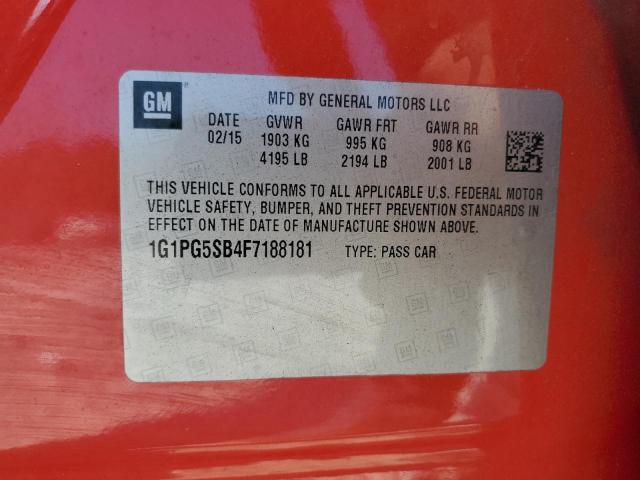 GM
MFD BY GENERAL MOTORS LLC
DATE GVWR GAWR FRT GAWR RR
02/15 1903 KG 995 KG 908 KG
4195 LB 2194 LB 2001 LB
THIS VEHICLE CONFORMS TO ALL APPLICABLE U.S. FEDERAL MOTOR
VEHICLE SAFETY, BUMPER, AND THEFT PREVENTION STANDARDS IN
EFFECT ON THE DATE OF MANUFACTURE SHOWN ABOVE.
1G1PG5SB4F7188181 TYPE: PASS CAR